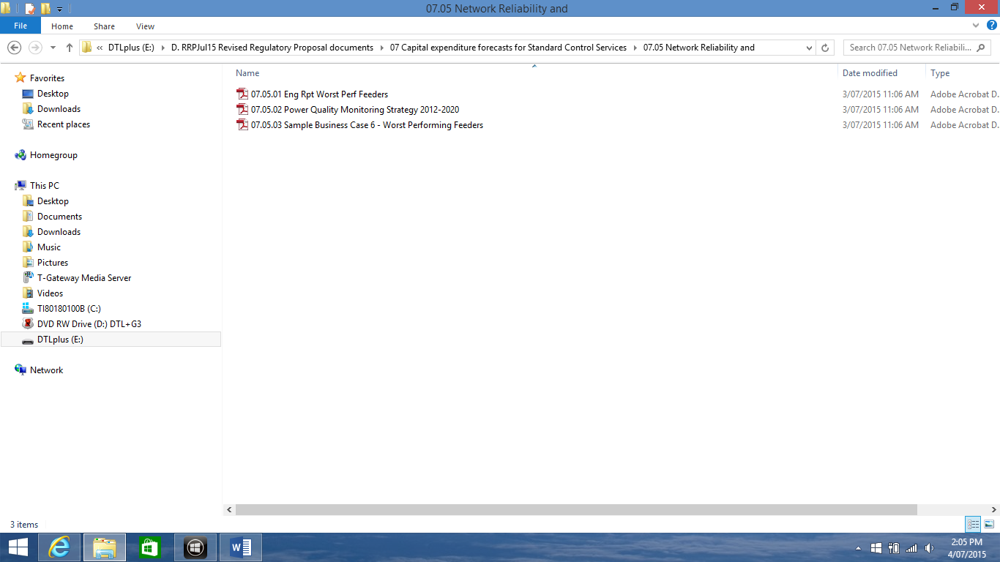 07.05 Network Reliability and
File Home Share View
« DTLplus (E:) D. RRPJul15 Revised Regulatory Proposal documents 07 Capital expenditure forecasts for Standard Control Services 07.05 Network Reliability and Search 07.05 Network Reliabili...
Name Date modified Type
07.05.01 Eng Rpt Worst Perf Feeders 3/07/2015 11:06 AM Adobe Acrobat D.
07.05.02 Power Quality Monitoring Strategy 2012-2020 3/07/2015 11:06 AM Adobe Acrobat D.
07.05.03 Sample Business Case 6 - Worst Performing Feeders 3/07/2015 11:06 AM Adobe Acrobat D.
Favorites
Desktop
Downloads
Recent places
Homegroup
This PC
Desktop
Documents
Downloads
Music
Pictures
T-Gateway Media Server
Videos
TI80180100B (C:)
DVD RW Drive (D:) DTL+G3
DTLplus (E:)
Network
3 items
2:05 PM
4/07/2015